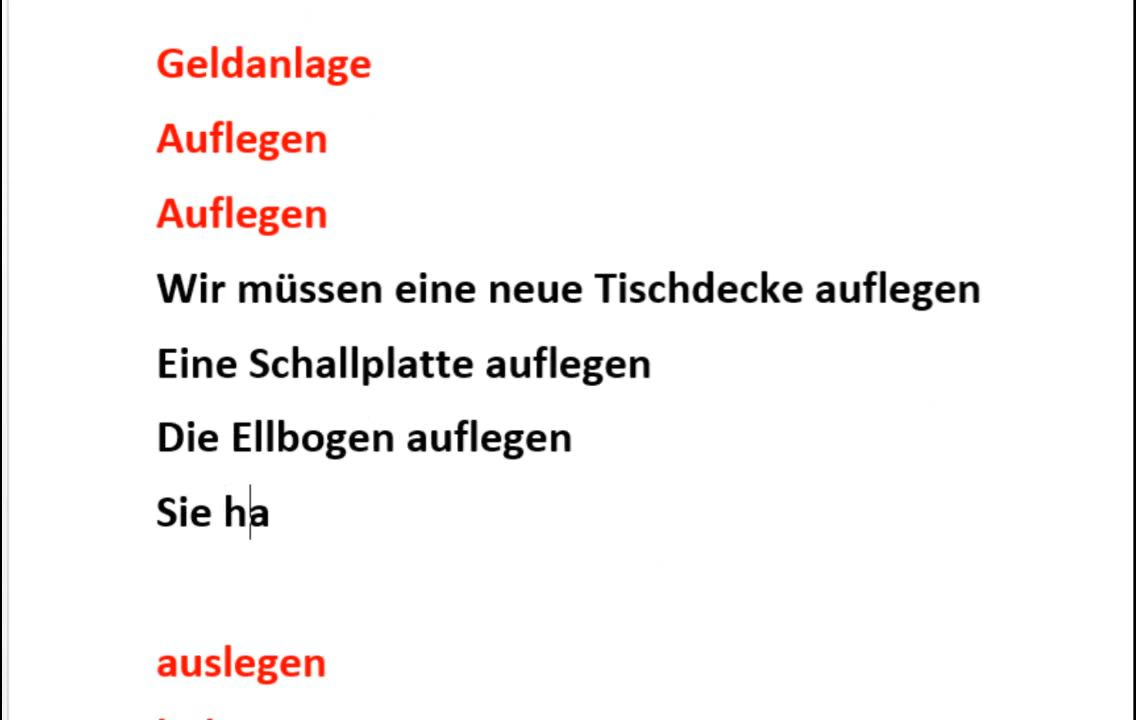 Geldanlage
Auflegen
Auflegen
Wir müssen eine neue Tischdecke auflegen
Eine Schallplatte auflegen
Die Ellbogen auflegen
Sie ha
auslegen